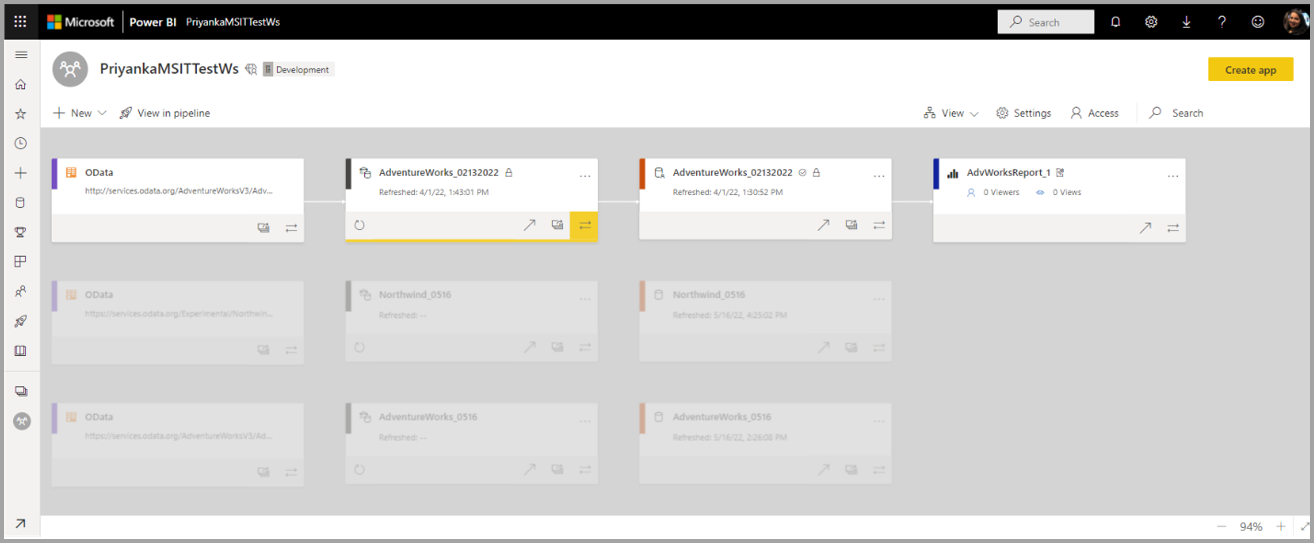 Microsoft Power BI PriyankaMSITTestWs Search
PriyankaMSITTestWs Development Create app
New View in pipeline View Settings Access Search
OData
http://services.odata.org/AdventureWorksV3/Adv...
AdventureWorks_02132022
Refreshed: 4/1/22, 1:43:01 PM
AdventureWorks_02132022
Refreshed: 4/1/22, 1:30:52 PM
AdvWorksReport_1
0 Viewers 0 Views
OData
https://services.odata.org/Experimental/Northwin...
Northwind_0516
Refreshed: --
Northwind_0516
Refreshed: 5/16/22, 4:25:02 PM
OData
https://services.odata.org/AdventureWorksV3/Ad...
AdventureWorks_0516
Refreshed: --
AdventureWorks_0516
Refreshed: 5/16/22, 2:26:08 PM
94%